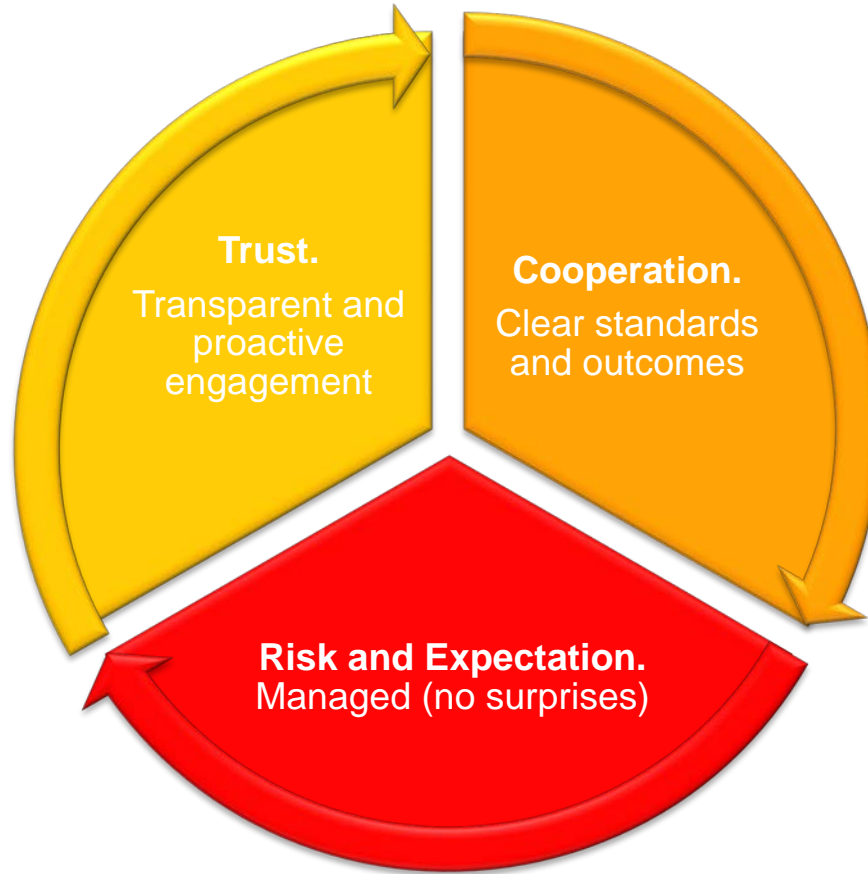 Trust.
Transparent and
proactive
engagement
Cooperation.
Clear standards
and outcomes
Risk and Expectation.
Managed (no surprises)